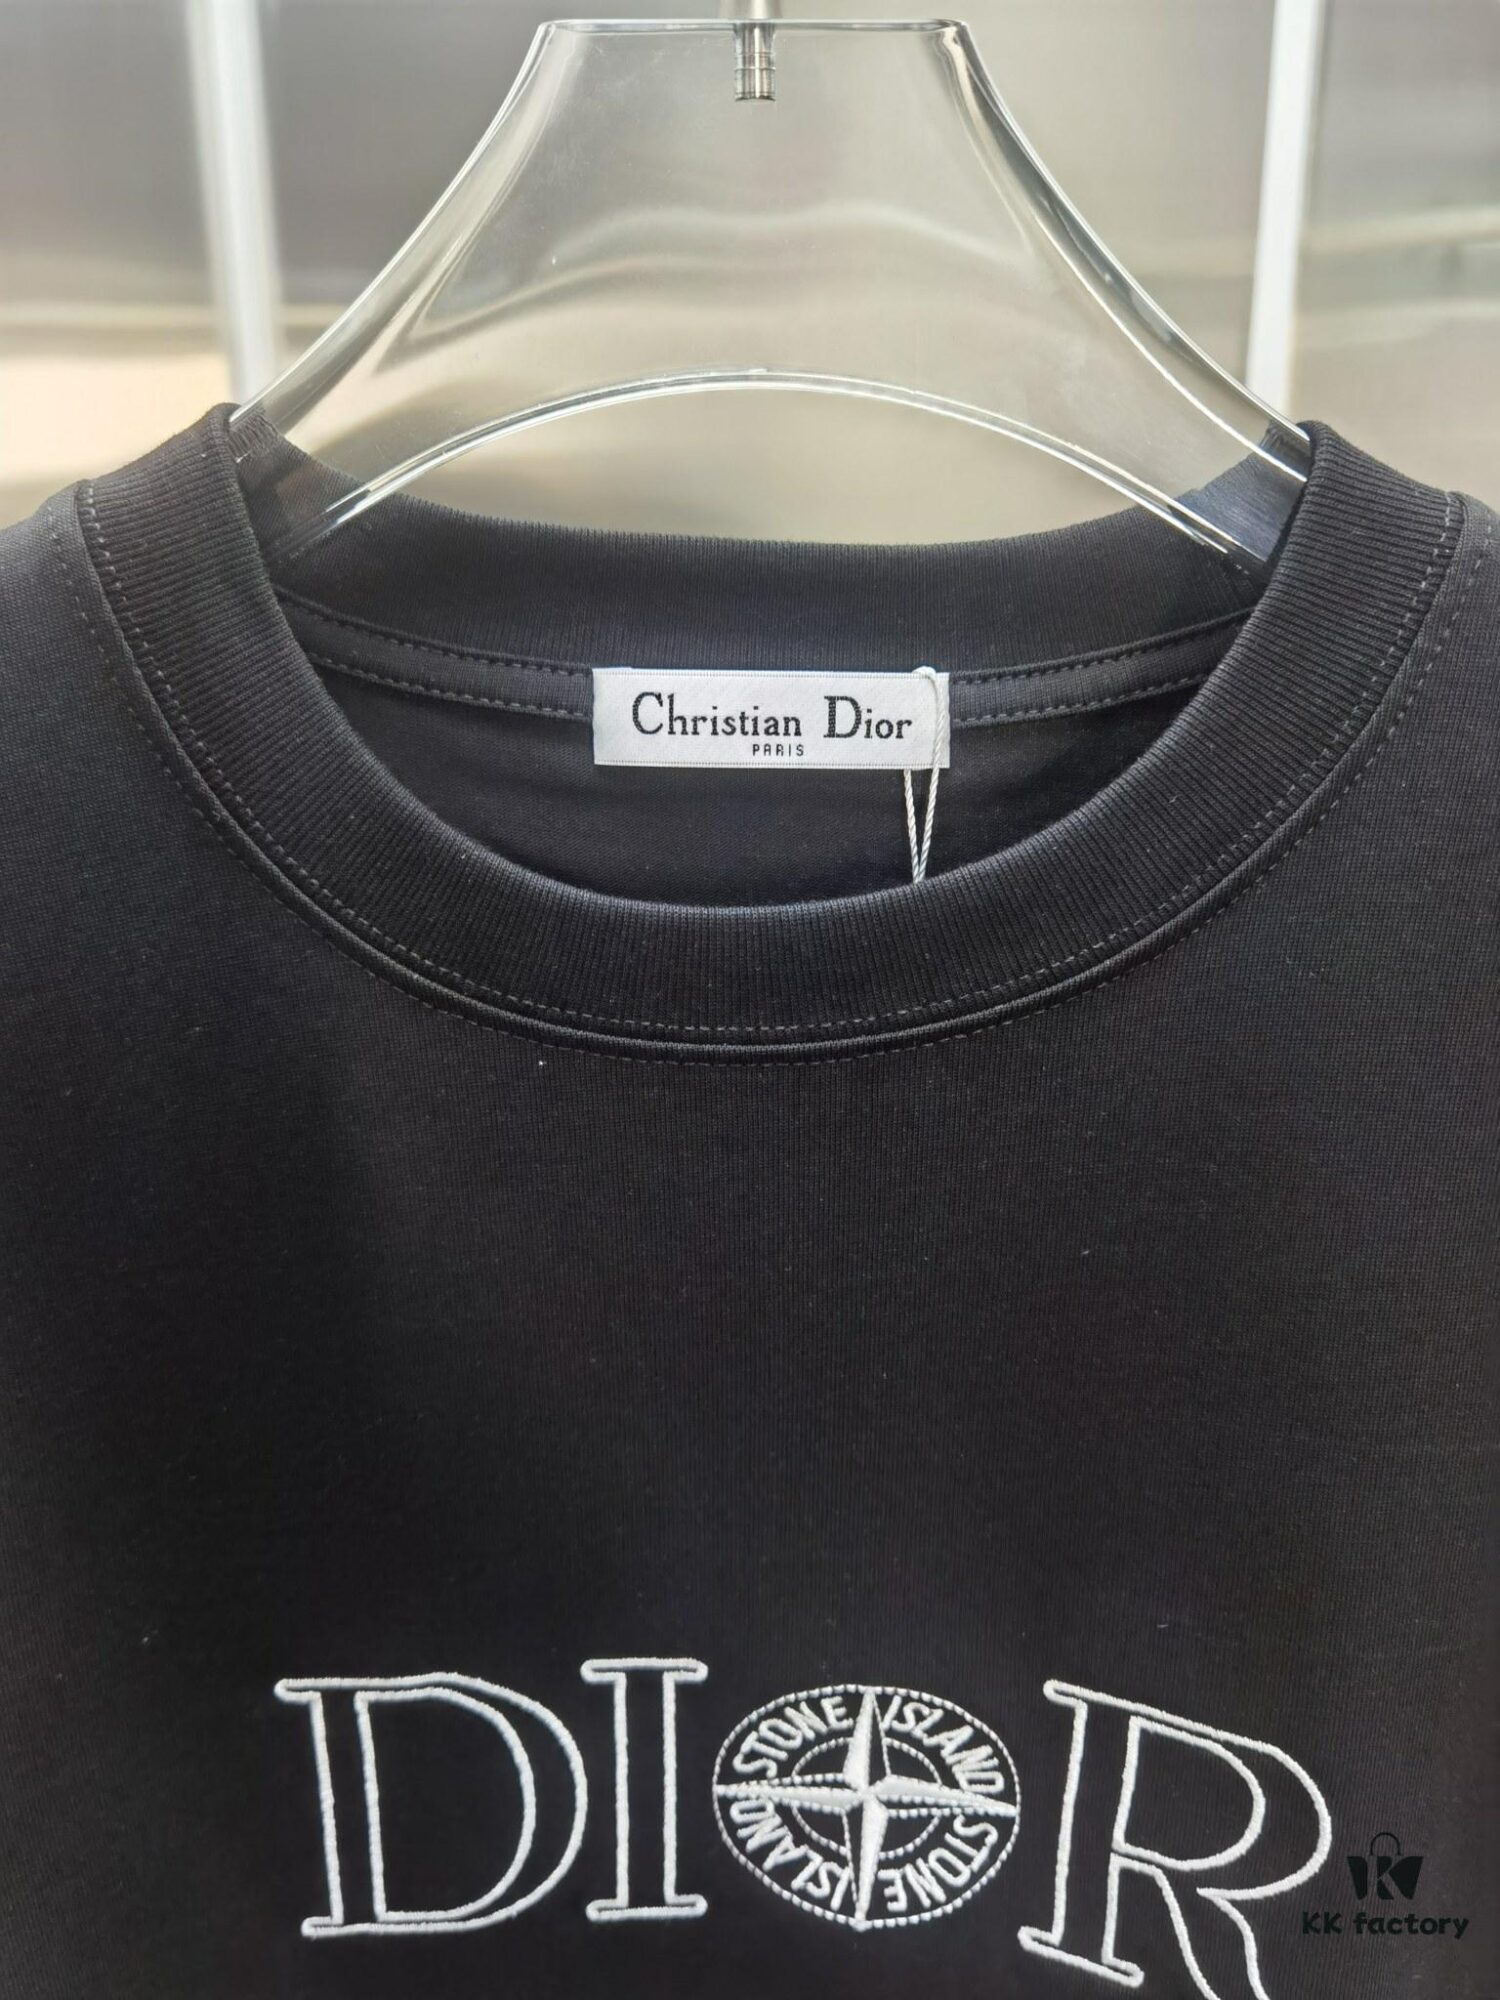 Christian Dior
PARIS
DIOR
STONE ISLAND
STONE ISLAND
KK factory